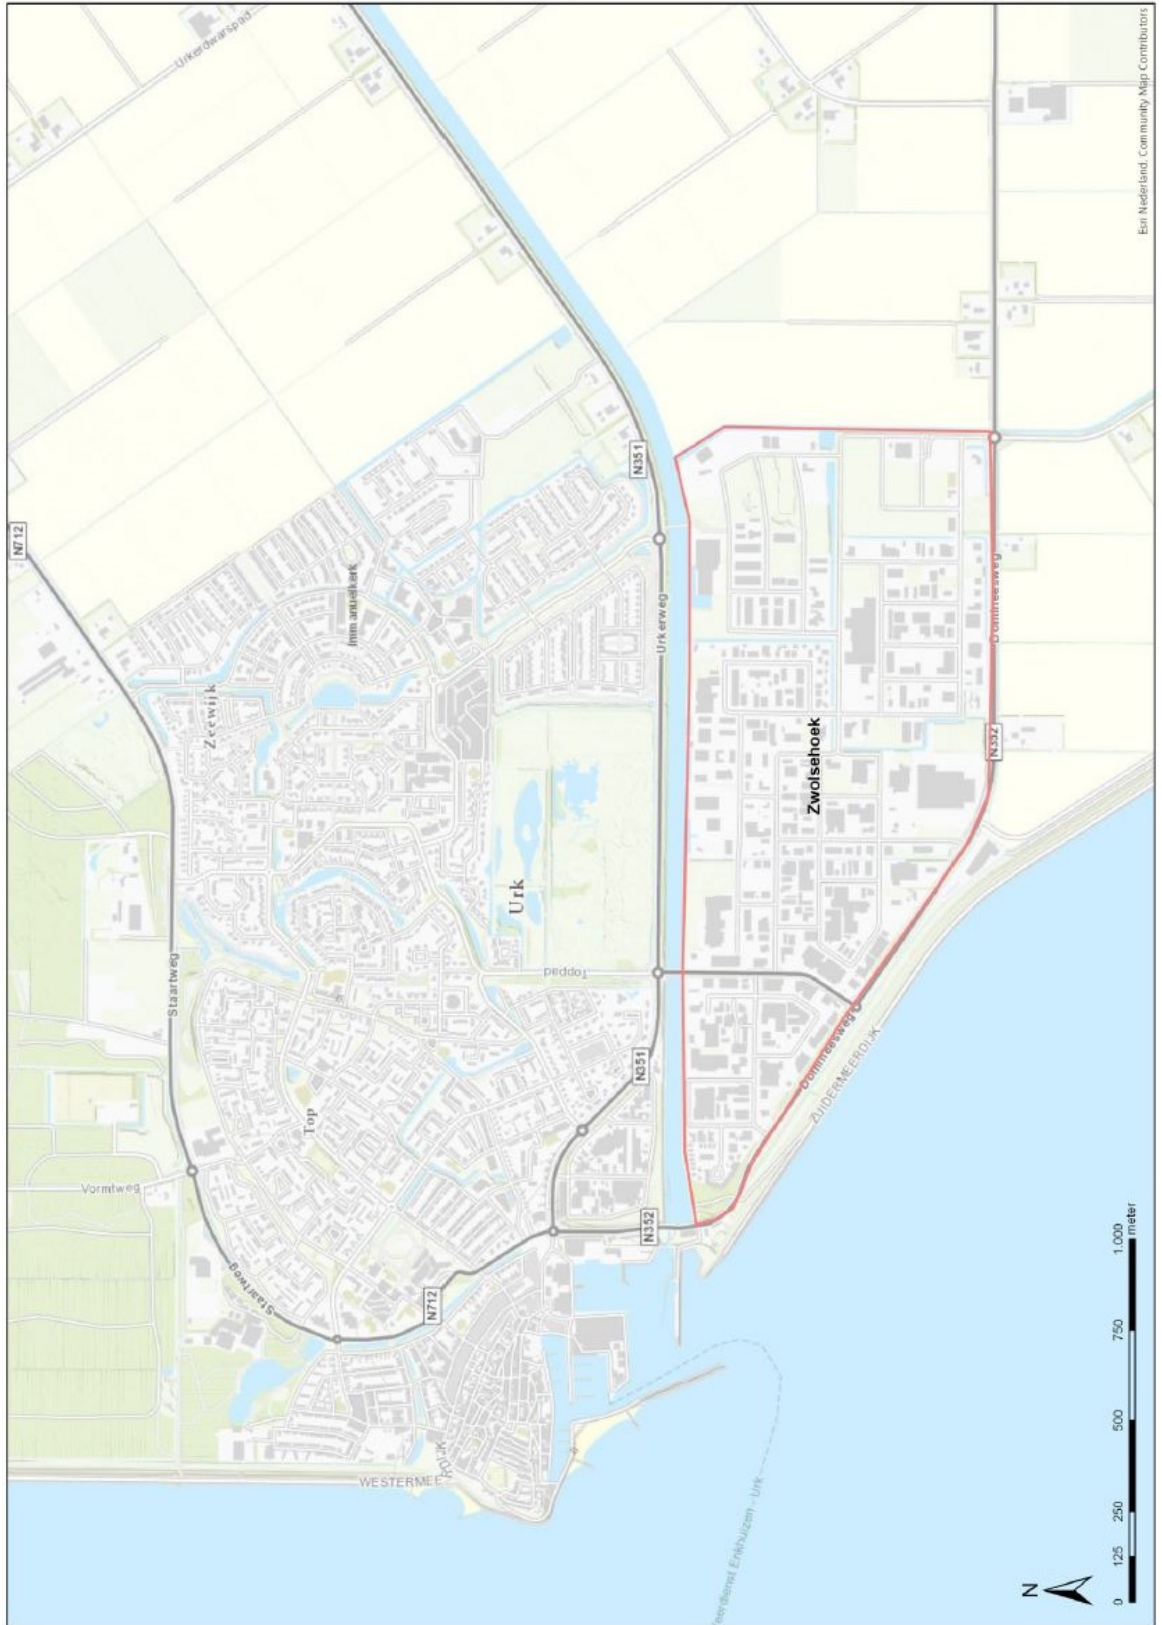 Urkerdwarspad
N712
N351
Immanuelkerk
Zeewijk
Urkerweg
Domineesweg
Zwolsehoek
N352
Urk
Staartweg
Toppad
Top
N351
Domineesweg
ZUIDERMEERDIJK
Vormtweg
Staartweg
N352
N712
WESTERMEE
RDIJK
Veerdienst Enkhuizen - Urk
N
0 125 250 500 750 1.000
meter
Esri Nederland, Community Map Contributors